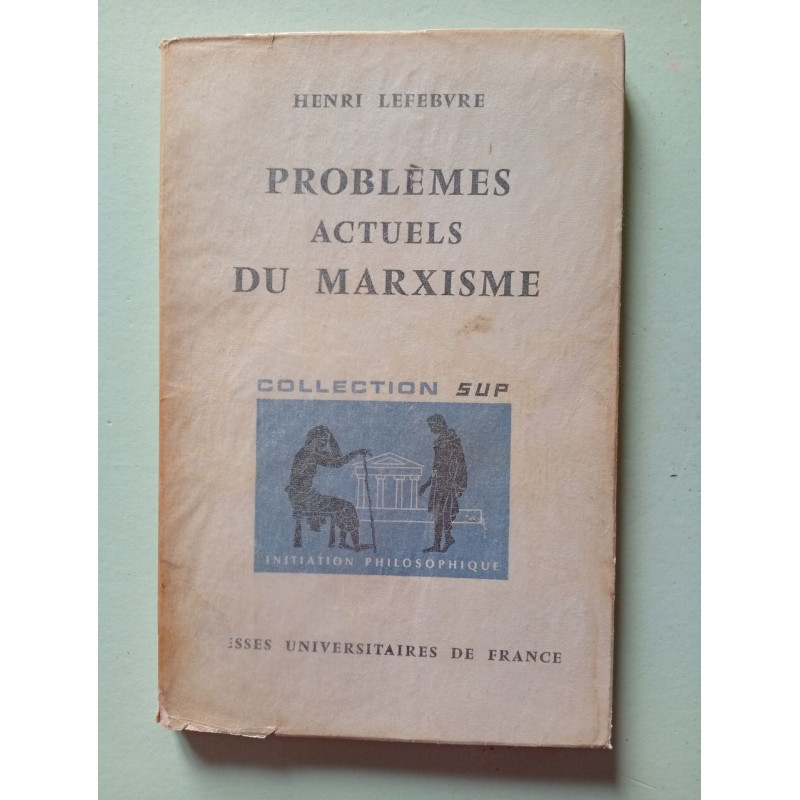 HENRI LEFEBVRE
PROBLÈMES
ACTUELS
DU MARXISME
COLLECTION SUP
INITIATION PHILOSOPHIQUE
ESSES UNIVERSITAIRES DE FRANCE